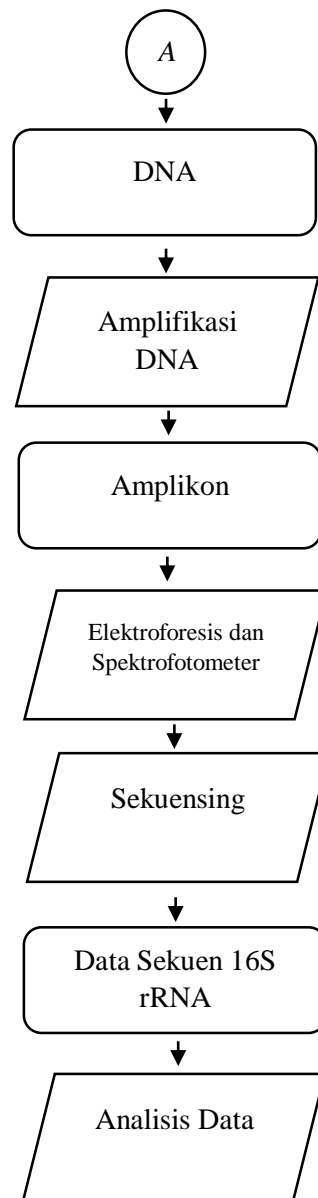 A
DNA
Amplifikasi
DNA
Amplikon
Elektroforesis dan
Spektrofotometer
Sekuensing
Data Sekuen 16S
rRNA
Analisis Data